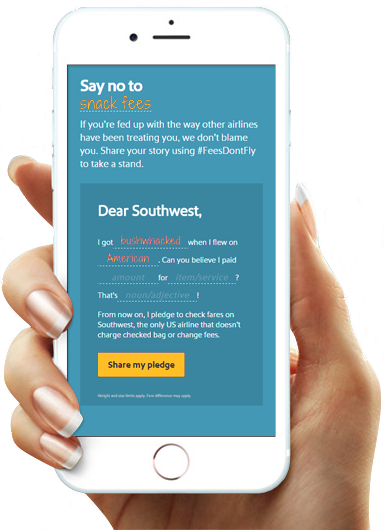 Say no to
snack fees
If you're fed up with the way other airlines
have been treating you, we don't blame
you. Share your story using #FeesDontFly
to take a stand.
Dear Southwest,
I got bushwhacked when I flew on
American. Can you believe I paid
amount for item/service?
That's noun/adjective!
From now on, I pledge to check fares on
Southwest, the only US airline that doesn't
charge checked bag or change fees.
Share my pledge
Weight and size limits apply. Fare difference may apply.